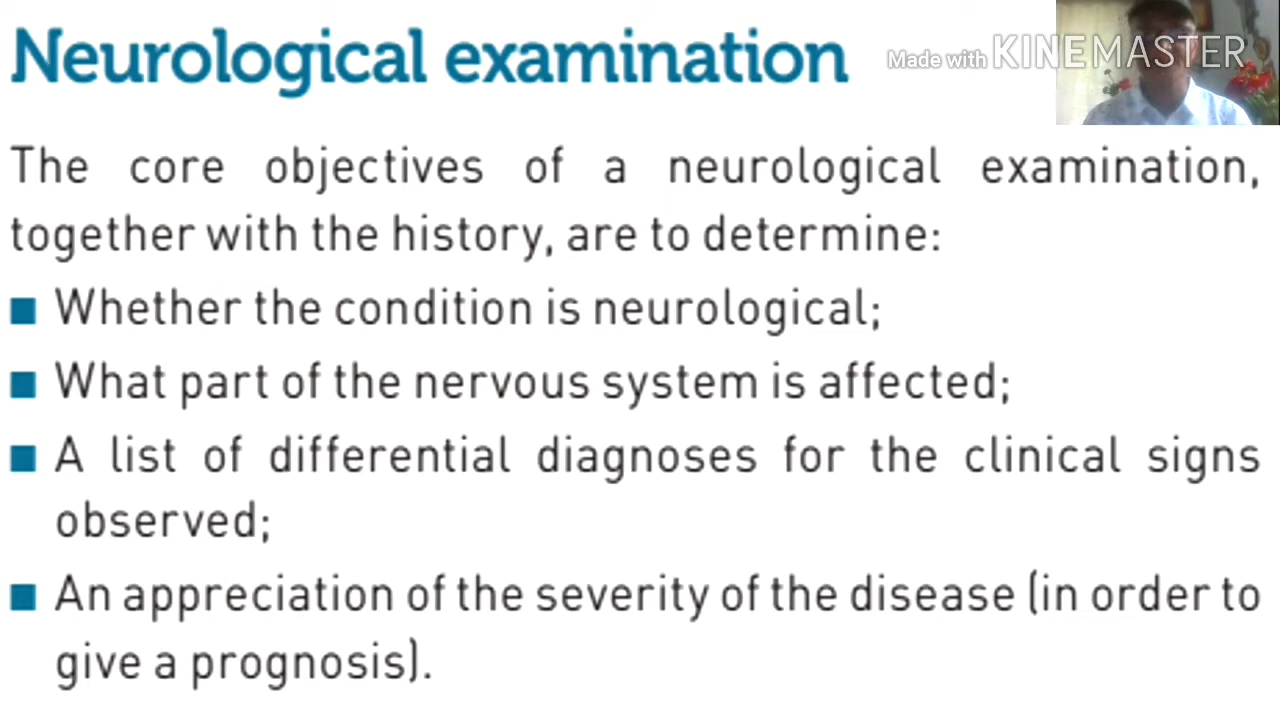 Neurological examination
Made with KINEMASTER
The core objectives of a neurological examination,
together with the history, are to determine:
Whether the condition is neurological;
What part of the nervous system is affected;
A list of differential diagnoses for the clinical signs
observed;
An appreciation of the severity of the disease (in order to
give a prognosis).